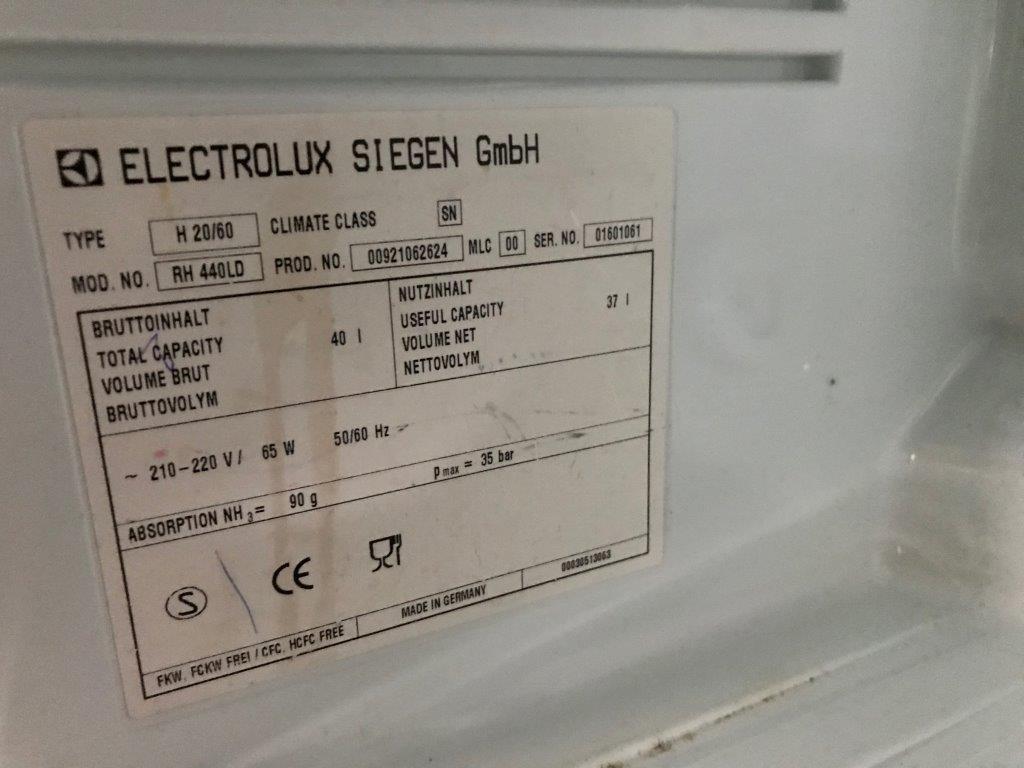 ELECTROLUX SIEGEN GmbH
TYPE H 20/60 CLIMATE CLASS SN
MOD. NO. RH 440LD PROD. NO. 00921062624 MLC 00 SER. NO. 01601061
BRUTTOINHALT
TOTAL CAPACITY 40 l
VOLUME BRUT
BRUTTOVOLYM
NUTZINHALT
USEFUL CAPACITY 37 l
VOLUME NET
NETTOVOLYM
~ 210-220 V/ 65 W 50/60 Hz
ABSORPTION NH3= 90 g pmax = 35 bar
S CE
FKW, FCKW FREI / CFC, HCFC FREE MADE IN GERMANY 00030513063